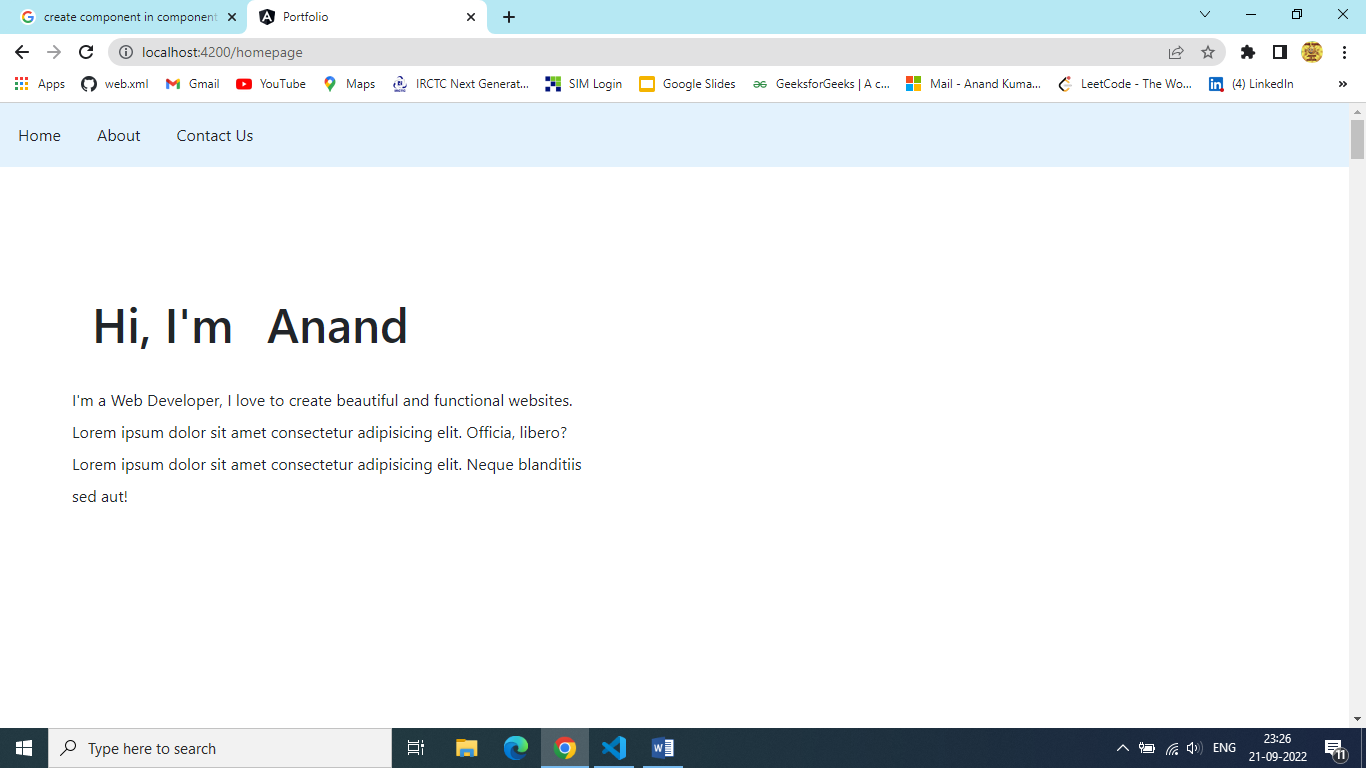 create component in component
Portfolio
localhost:4200/homepage
Apps web.xml Gmail YouTube Maps IRCTC Next Generat... SIM Login Google Slides GeeksforGeeks | A c... Mail - Anand Kuma... LeetCode - The Wo... (4) LinkedIn »
Home About Contact Us
Hi, I'm Anand
I'm a Web Developer, I love to create beautiful and functional websites.
Lorem ipsum dolor sit amet consectetur adipisicing elit. Officia, libero?
Lorem ipsum dolor sit amet consectetur adipisicing elit. Neque blanditiis
sed aut!
Type here to search
ENG
23:26
21-09-2022
11